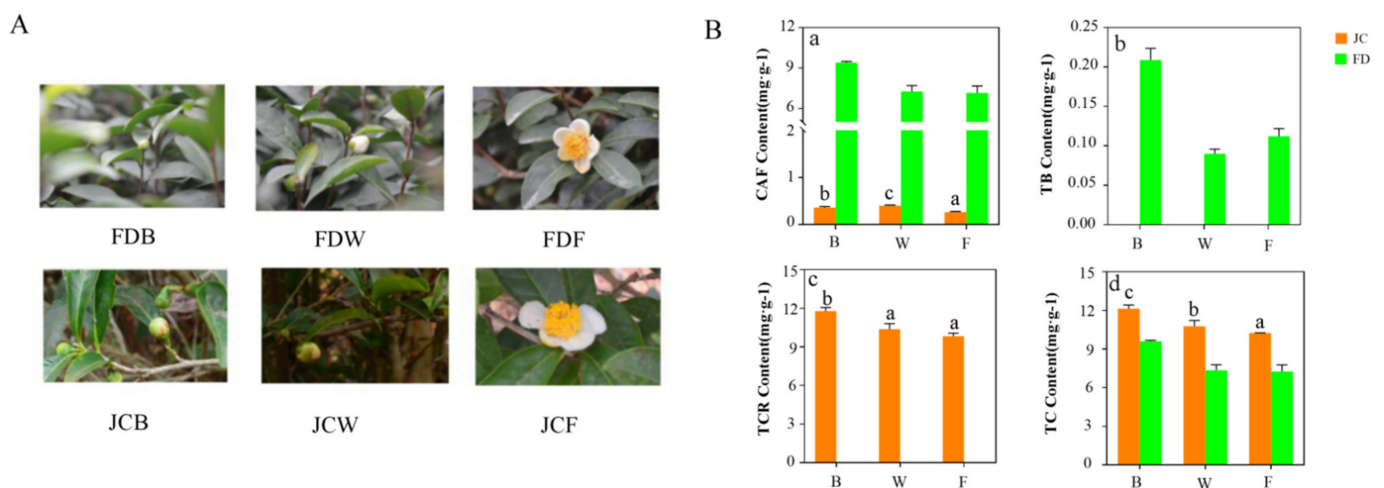 A
FDB
FDW
FDF
JCB
JCW
JCF
B
CAF Content(mg·g-1)
12
9
6
2
1
0
a
b
c
a
B
W
F
TB Content(mg·g-1)
0.25
0.20
0.15
0.10
0.05
0.00
b
B
W
F
JC
FD
TCR Content(mg·g-1)
15
12
9
6
3
0
c
b
a
a
B
W
F
TC Content(mg·g-1)
15
12
9
6
3
0
d
c
b
a
B
W
F